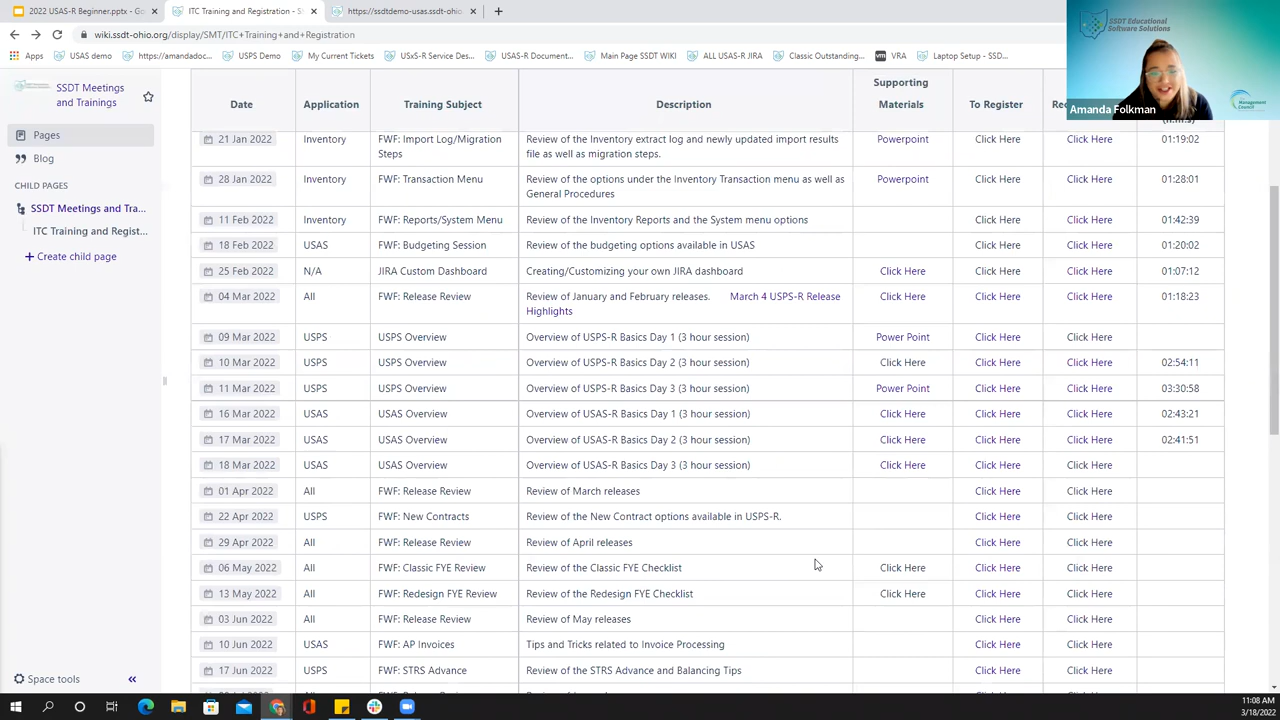 2022 USAS-R Beginner.pptx - Go
ITC Training and Registration - S
https://ssdtdemo-usas.ssdt-ohio
wiki.ssdt-ohio.org/display/SMT/ITC+Training+and+Registration
Apps USAS demo https://amandadoc... USPS Demo My Current Tickets USxS-R Service Des... USAS-R Document... Main Page SSDT WIKI ALL USAS-R JIRA Classic Outstanding... VRA Laptop Setup - SSD...
SSDT Educational
Software Solutions
Amanda Folkman
Management
Council
SSDT Meetings
and Trainings
Pages
Blog
CHILD PAGES
SSDT Meetings and Tra...
ITC Training and Regist...
Create child page
Space tools
Date Application Training Subject Description Supporting Materials To Register
21 Jan 2022 Inventory FWF: Import Log/Migration Steps Review of the Inventory extract log and newly updated import results file as well as migration steps. Powerpoint Click Here Click Here 01:19:02
28 Jan 2022 Inventory FWF: Transaction Menu Review of the options under the Inventory Transaction menu as well as General Procedures Powerpoint Click Here Click Here 01:28:01
11 Feb 2022 Inventory FWF: Reports/System Menu Review of the Inventory Reports and the System menu options Click Here Click Here 01:42:39
18 Feb 2022 USAS FWF: Budgeting Session Review of the budgeting options available in USAS Click Here Click Here 01:20:02
25 Feb 2022 N/A JIRA Custom Dashboard Creating/Customizing your own JIRA dashboard Click Here Click Here Click Here 01:07:12
04 Mar 2022 All FWF: Release Review Review of January and February releases. March 4 USPS-R Release Highlights Click Here Click Here Click Here 01:18:23
09 Mar 2022 USPS USPS Overview Overview of USPS-R Basics Day 1 (3 hour session) Power Point Click Here Click Here
10 Mar 2022 USPS USPS Overview Overview of USPS-R Basics Day 2 (3 hour session) Click Here Click Here Click Here 02:54:11
11 Mar 2022 USPS USPS Overview Overview of USPS-R Basics Day 3 (3 hour session) Power Point Click Here Click Here 03:30:58
16 Mar 2022 USAS USAS Overview Overview of USAS-R Basics Day 1 (3 hour session) Click Here Click Here Click Here 02:43:21
17 Mar 2022 USAS USAS Overview Overview of USAS-R Basics Day 2 (3 hour session) Click Here Click Here Click Here 02:41:51
18 Mar 2022 USAS USAS Overview Overview of USAS-R Basics Day 3 (3 hour session) Click Here Click Here Click Here
01 Apr 2022 All FWF: Release Review Review of March releases Click Here Click Here
22 Apr 2022 USPS FWF: New Contracts Review of the New Contract options available in USPS-R. Click Here Click Here
29 Apr 2022 All FWF: Release Review Review of April releases Click Here Click Here
06 May 2022 All FWF: Classic FYE Review Review of the Classic FYE Checklist Click Here Click Here Click Here
13 May 2022 All FWF: Redesign FYE Review Review of the Redesign FYE Checklist Click Here Click Here Click Here
03 Jun 2022 All FWF: Release Review Review of May releases Click Here Click Here
10 Jun 2022 USAS FWF: AP Invoices Tips and Tricks related to Invoice Processing Click Here Click Here
17 Jun 2022 USPS FWF: STRS Advance Review of the STRS Advance and Balancing Tips Click Here Click Here
11:08 AM
3/18/2022